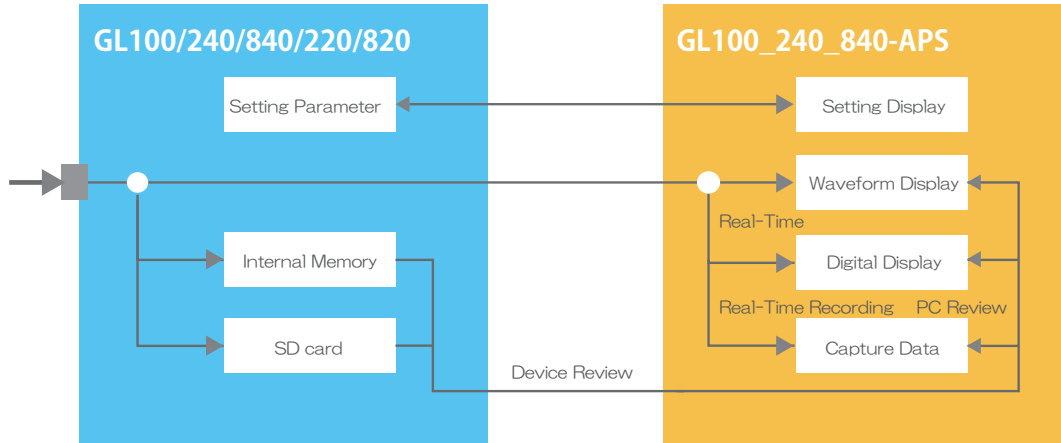 GL100/240/840/220/820
GL100_240_840-APS
Setting Parameter
Setting Display
Waveform Display
Real-Time
Internal Memory
Digital Display
Real-Time Recording
PC Review
SD card
Capture Data
Device Review